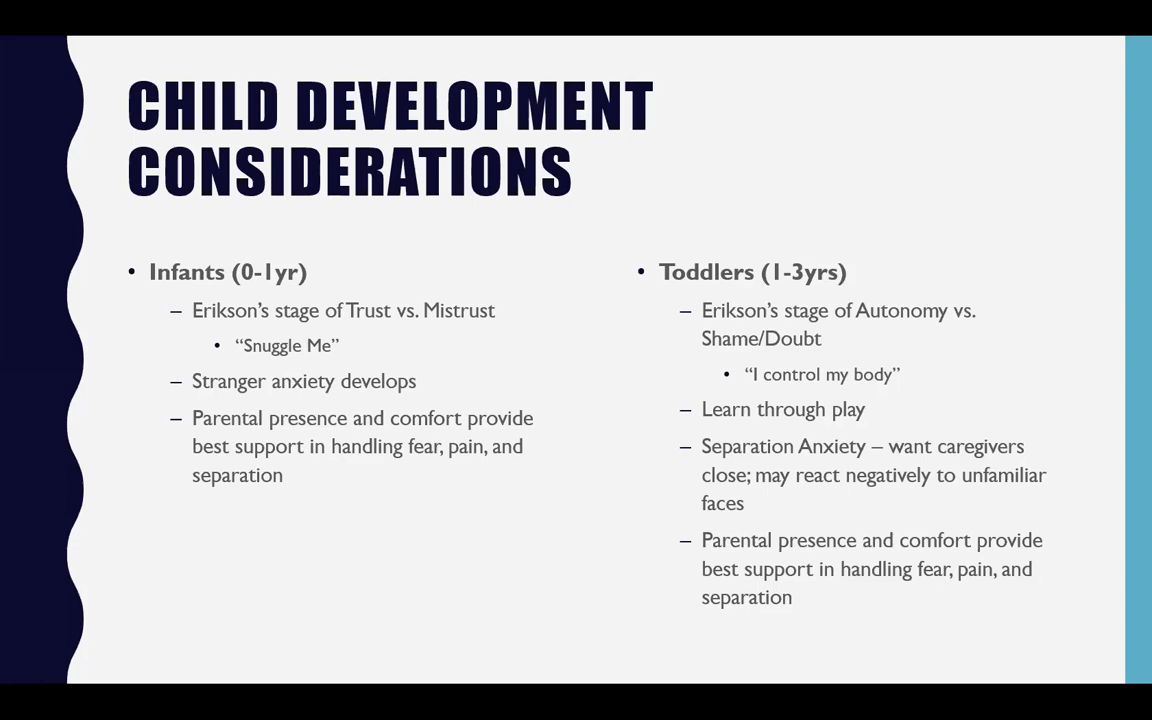 CHILD DEVELOPMENT
CONSIDERATIONS
• Infants (0-1yr)
– Erikson’s stage of Trust vs. Mistrust
• “Snuggle Me”
– Stranger anxiety develops
– Parental presence and comfort provide
best support in handling fear, pain, and
separation
• Toddlers (1-3yrs)
– Erikson’s stage of Autonomy vs.
Shame/Doubt
• “I control my body”
– Learn through play
– Separation Anxiety – want caregivers
close; may react negatively to unfamiliar
faces
– Parental presence and comfort provide
best support in handling fear, pain, and
separation